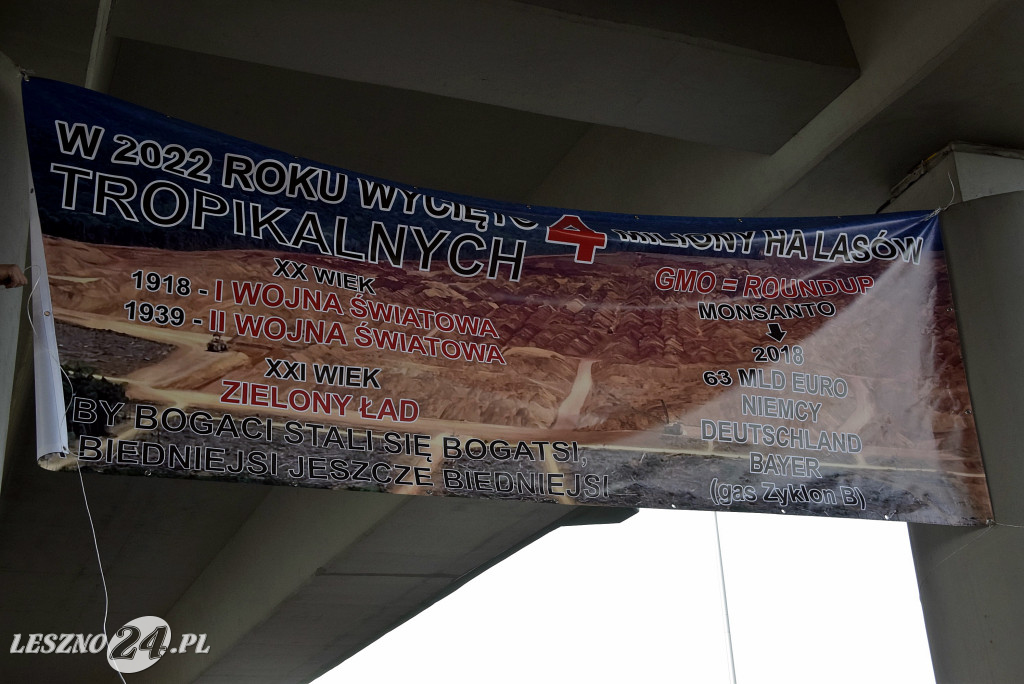 W 2022 ROKU WYCIĘTO 4 MILIONY HA LASÓW
TROPIKALNYCH
XX WIEK
1918 - I WOJNA ŚWIATOWA
1939 - II WOJNA ŚWIATOWA
XXI WIEK
ZIELONY ŁAD
BY BOGACI STALI SIĘ BOGATSI,
BIEDNIEJSI JESZCZE BIEDNIEJSI
GMO = ROUNDUP
MONSANTO
2018
63 MLD EURO
NIEMCY
DEUTSCHLAND
BAYER
(gas Zyklon B)
LESZNO24.PL